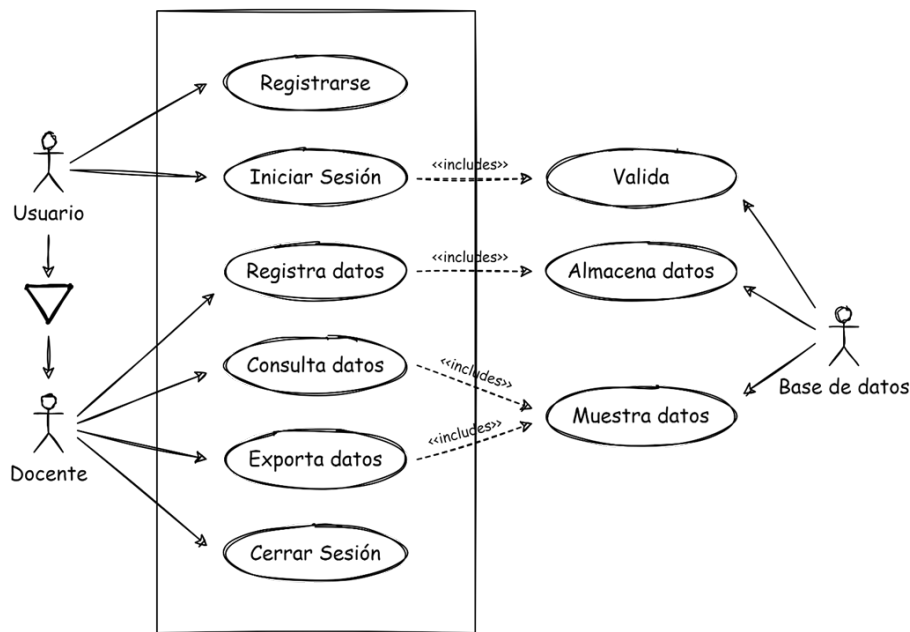 Registrarse
Usuario
Iniciar Sesión
<<includes>>
Valida
Registra datos
<<includes>>
Almacena datos
Consulta datos
<<includes>>
Muestra datos
Base de datos
Docente
Exporta datos
<<includes>>
Cerrar Sesión